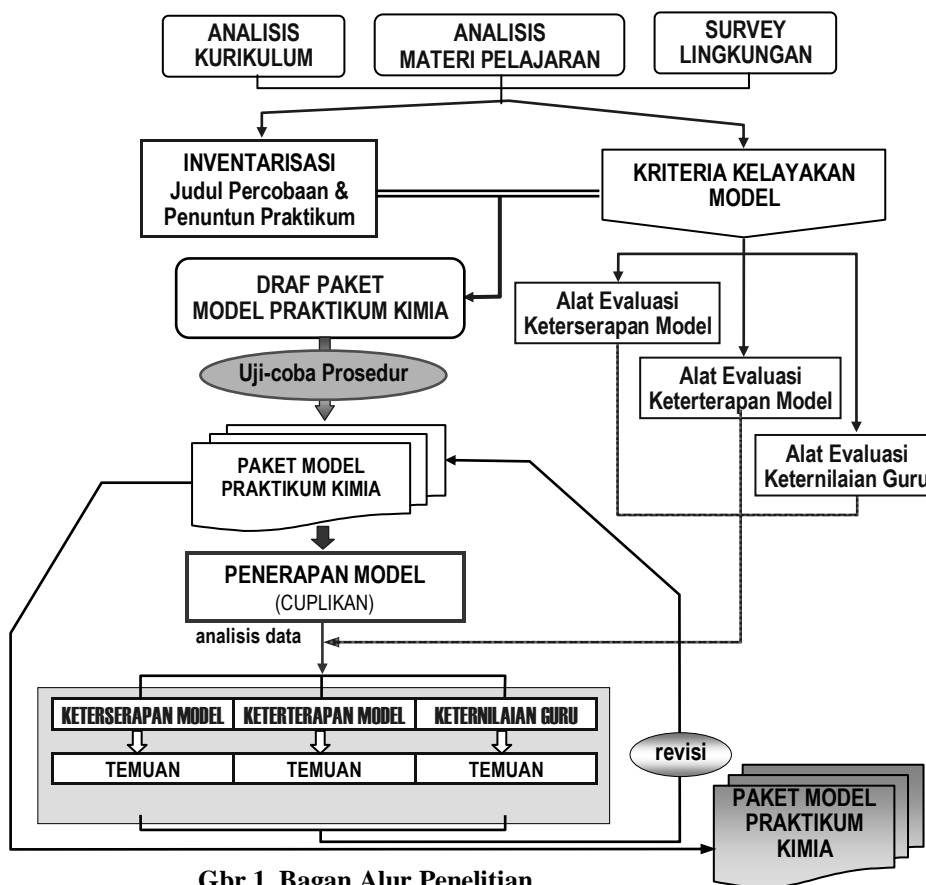 ANALISIS
KURIKULUM
ANALISIS
MATERI PELAJARAN
SURVEY
LINGKUNGAN
INVENTARISASI
Judul Percobaan &
Penuntun Praktikum
KRITERIA KELAYAKAN
MODEL
DRAF PAKET
MODEL PRAKTIKUM KIMIA
Alat Evaluasi
Keterserapan Model
Uji-coba Prosedur
Alat Evaluasi
Keterterapan Model
Alat Evaluasi
Keternilaian Guru
PAKET MODEL
PRAKTIKUM KIMIA
PENERAPAN MODEL
(CUPLIKAN)
analisis data
KETERSERAPAN MODEL
KETERTERAPAN MODEL
KETERNILAIAN GURU
TEMUAN
TEMUAN
TEMUAN
revisi
PAKET MODEL
PRAKTIKUM
KIMIA
Gbr 1. Bagan Alur Penelitian